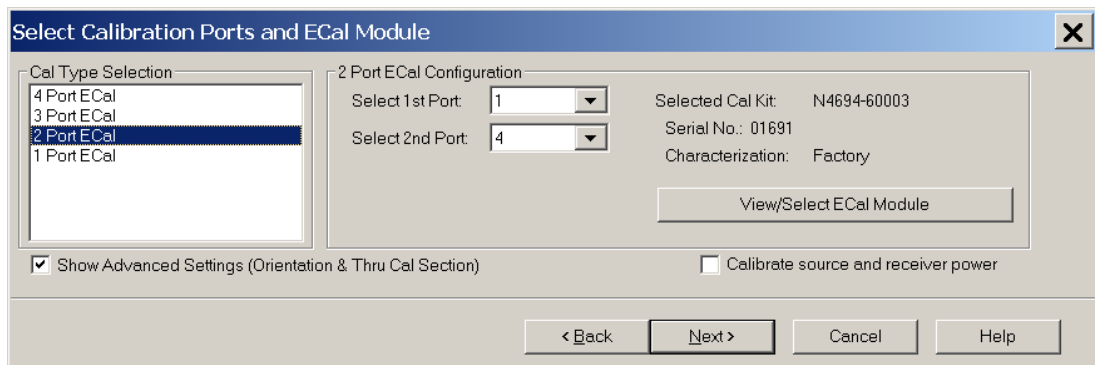 Select Calibration Ports and ECal Module
Cal Type Selection
4 Port ECal
3 Port ECal
2 Port ECal
1 Port ECal
2 Port ECal Configuration
Select 1st Port: 1
Select 2nd Port: 4
Selected Cal Kit: N4694-60003
Serial No.: 01691
Characterization: Factory
View/Select ECal Module
Show Advanced Settings (Orientation & Thru Cal Section)
Calibrate source and receiver power
< Back Next > Cancel Help